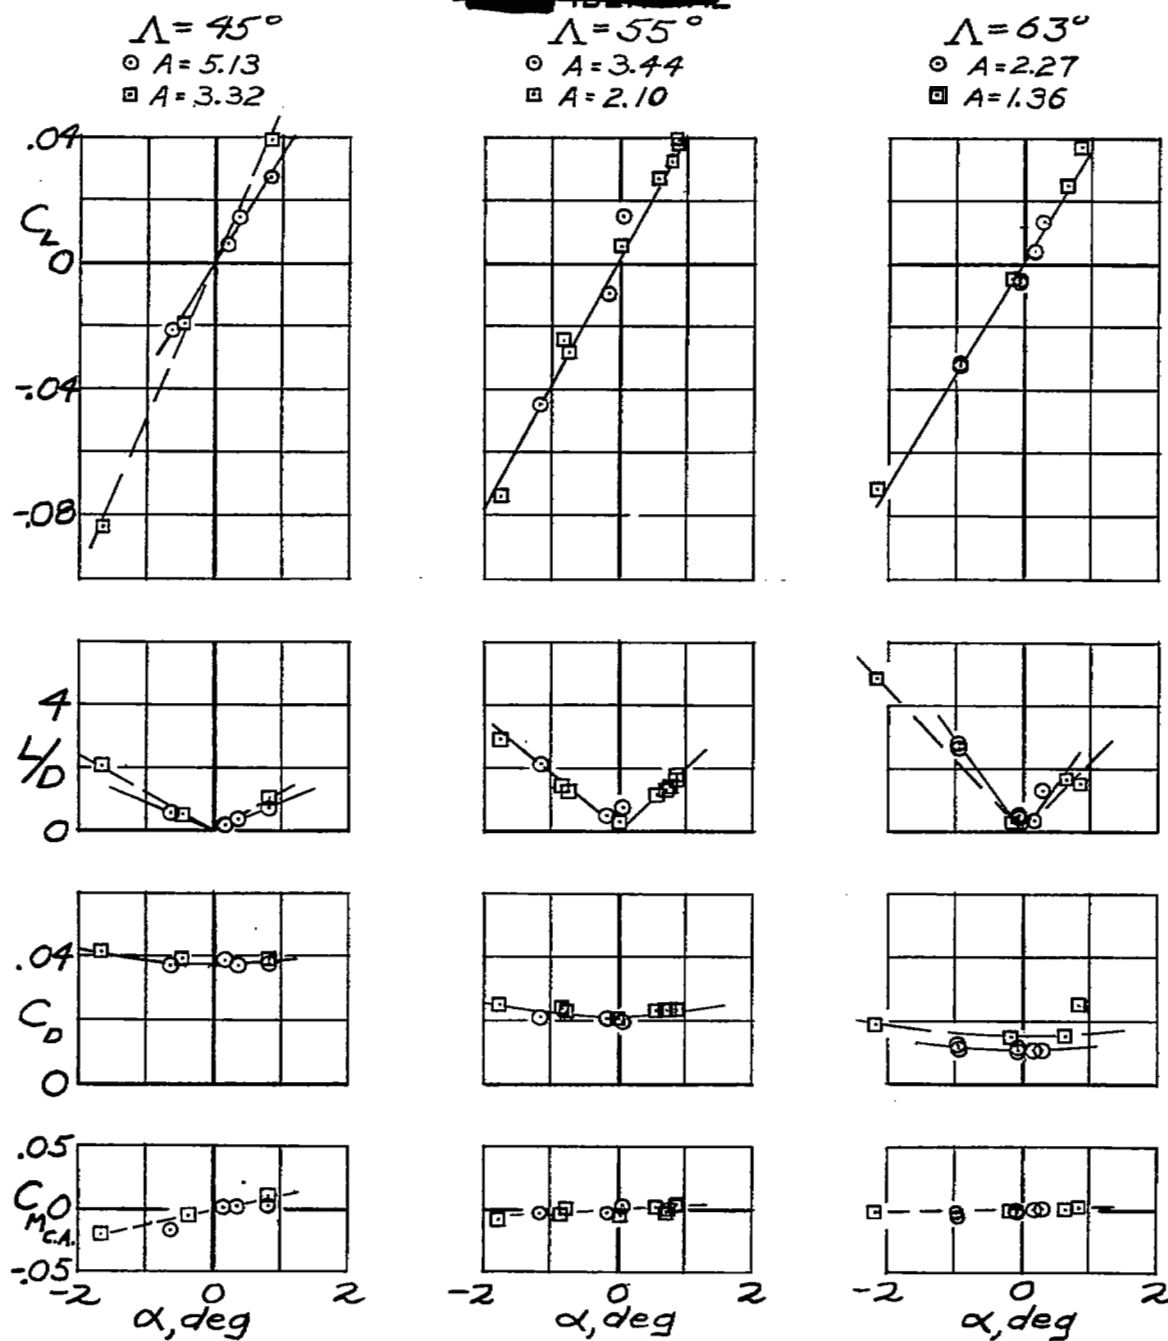 Λ = 45°
⊙ A = 5.13
⊡ A = 3.32
Λ = 55°
⊙ A = 3.44
⊡ A = 2.10
Λ = 63°
⊙ A = 2.27
⊡ A = 1.36
.04
C_L
0
-.04
-.08
4
L/D
0
.04
C_D
0
.05
C_M_C.A. 0
-.05
-2 0 2
α, deg
-2 0 2
α, deg
-2 0 2
α, deg